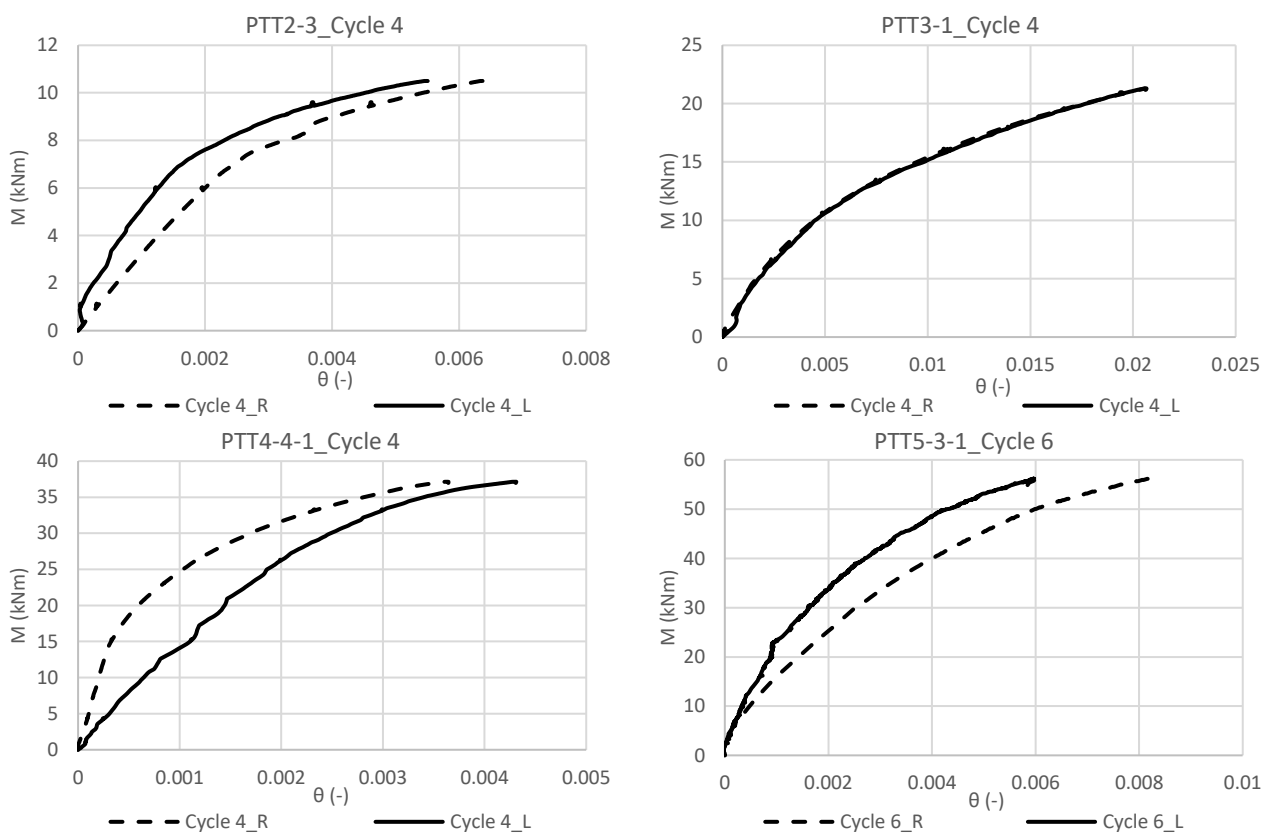 PTT2-3_Cycle 4
12
10
8
6
4
2
0
M (kNm)
0 0.002 0.004 0.006 0.008
θ (-)
Cycle 4_R Cycle 4_L
PTT3-1_Cycle 4
25
20
15
10
5
0
M (kNm)
0 0.005 0.01 0.015 0.02 0.025
θ (-)
Cycle 4_R Cycle 4_L
PTT4-4-1_Cycle 4
40
35
30
25
20
15
10
5
0
M (kNm)
0 0.001 0.002 0.003 0.004 0.005
θ (-)
Cycle 4_R Cycle 4_L
PTT5-3-1_Cycle 6
60
50
40
30
20
10
0
M (kNm)
0 0.002 0.004 0.006 0.008 0.01
θ (-)
Cycle 6_R Cycle 6_L